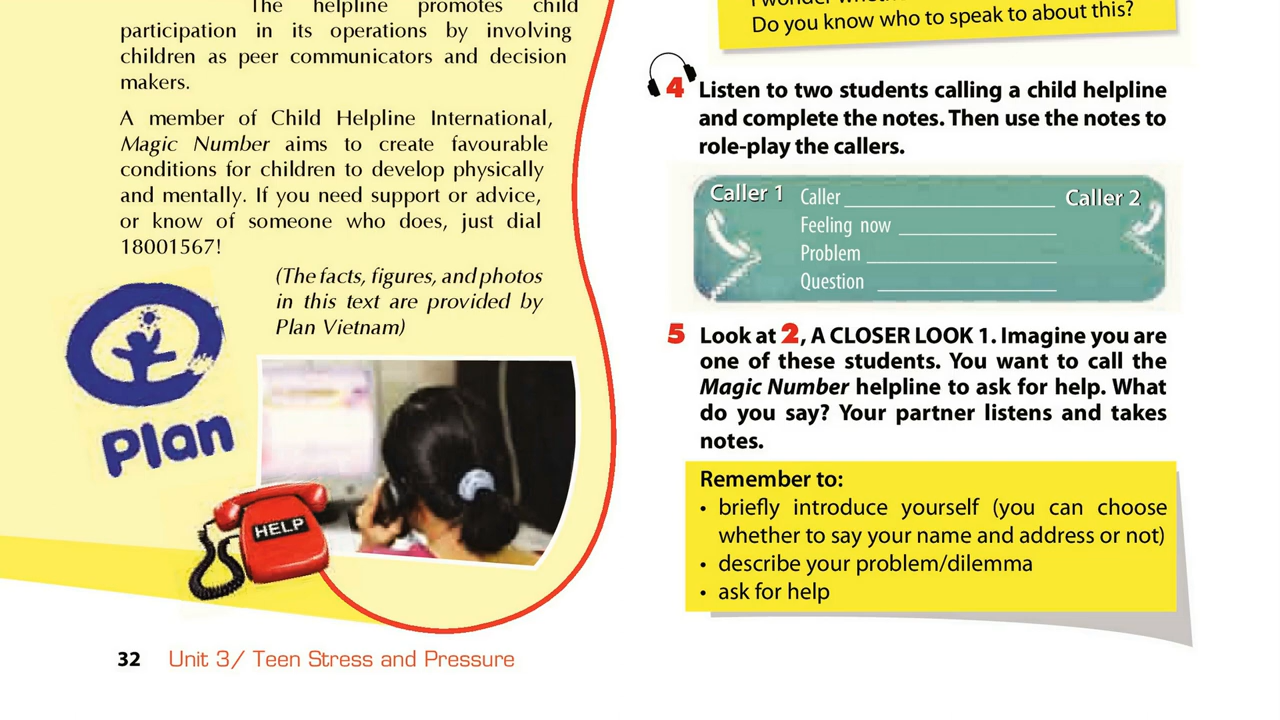 The helpline promotes child
participation in its operations by involving
children as peer communicators and decision
makers.
A member of Child Helpline International,
Magic Number aims to create favourable
conditions for children to develop physically
and mentally. If you need support or advice,
or know of someone who does, just dial
18001567!
(The facts, figures, and photos
in this text are provided by
Plan Vietnam)
Plan
HELP
32 Unit 3/ Teen Stress and Pressure
Do you know who to speak to about this?
4 Listen to two students calling a child helpline
and complete the notes. Then use the notes to
role-play the callers.
Caller 1
Caller
Feeling now
Problem
Question
Caller 2
5 Look at 2, A CLOSER LOOK 1. Imagine you are
one of these students. You want to call the
Magic Number helpline to ask for help. What
do you say? Your partner listens and takes
notes.
Remember to:
• briefly introduce yourself (you can choose
whether to say your name and address or not)
• describe your problem/dilemma
• ask for help